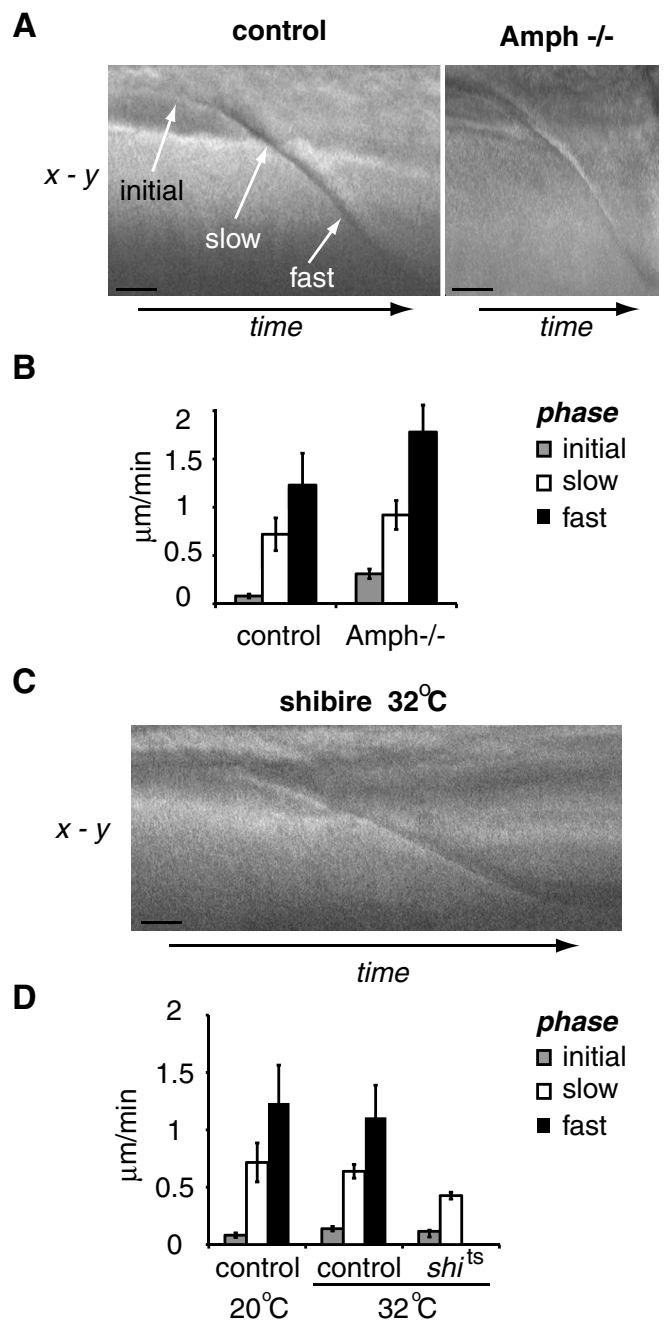 A
control
Amph -/-
x - y
initial
slow
fast
time
time
B
2
1.5
1
0.5
0
μm/min
control
Amph-/-
phase
initial
slow
fast
C
shibire 32°C
x - y
time
D
2
1.5
1
0.5
0
μm/min
control
control
shi ts
20°C
32°C
phase
initial
slow
fast